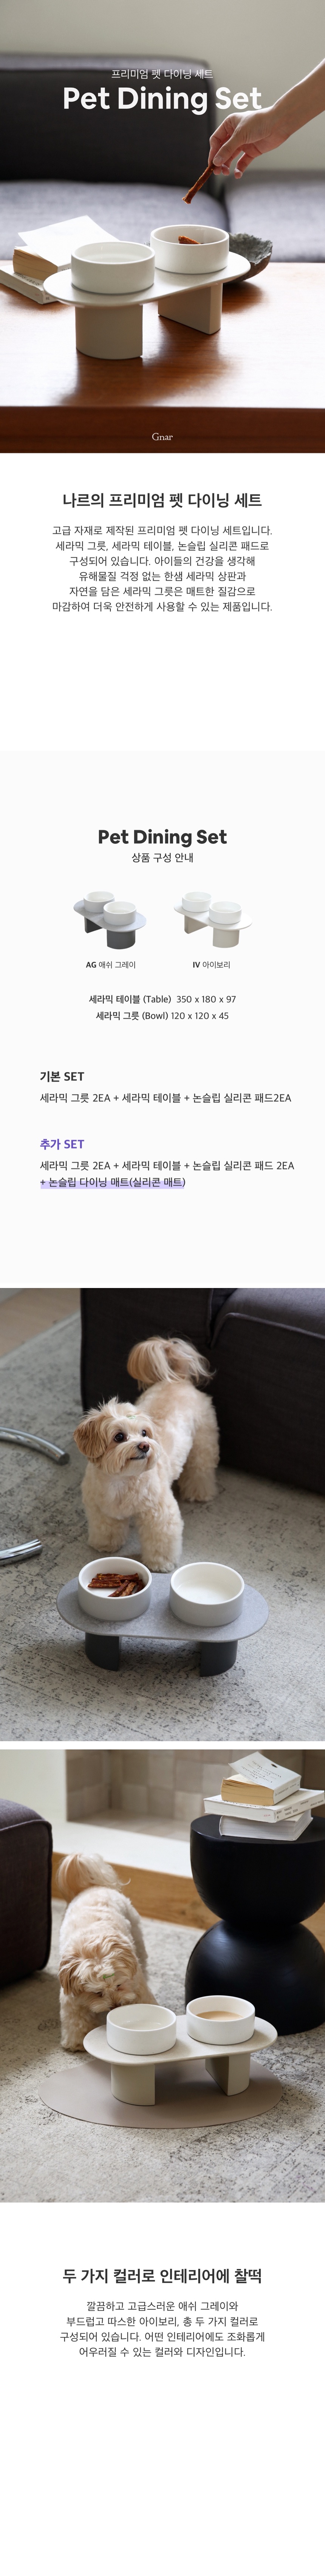 프리미엄 펫 다이닝 세트
Pet Dining Set
Gnar
나르의 프리미엄 펫 다이닝 세트
고급 자재로 제작된 프리미엄 펫 다이닝 세트입니다.
세라믹 그릇, 세라믹 테이블, 논슬립 실리콘 패드로
구성되어 있습니다. 아이들의 건강을 생각해
유해물질 걱정 없는 한샘 세라믹 상판과
자연을 담은 세라믹 그릇은 매트한 질감으로
마감하여 더욱 안전하게 사용할 수 있는 제품입니다.
Pet Dining Set
상품 구성 안내
AG 애쉬 그레이
IV 아이보리
세라믹 테이블 (Table) 350 x 180 x 97
세라믹 그릇 (Bowl) 120 x 120 x 45
기본 SET
세라믹 그릇 2EA + 세라믹 테이블 + 논슬립 실리콘 패드2EA
추가 SET
세라믹 그릇 2EA + 세라믹 테이블 + 논슬립 실리콘 패드 2EA
+ 논슬립 다이닝 매트(실리콘 매트)
두 가지 컬러로 인테리어에 찰떡
깔끔하고 고급스러운 애쉬 그레이와
부드럽고 따스한 아이보리, 총 두 가지 컬러로
구성되어 있습니다. 어떤 인테리어에도 조화롭게
어우러질 수 있는 컬러와 디자인입니다.